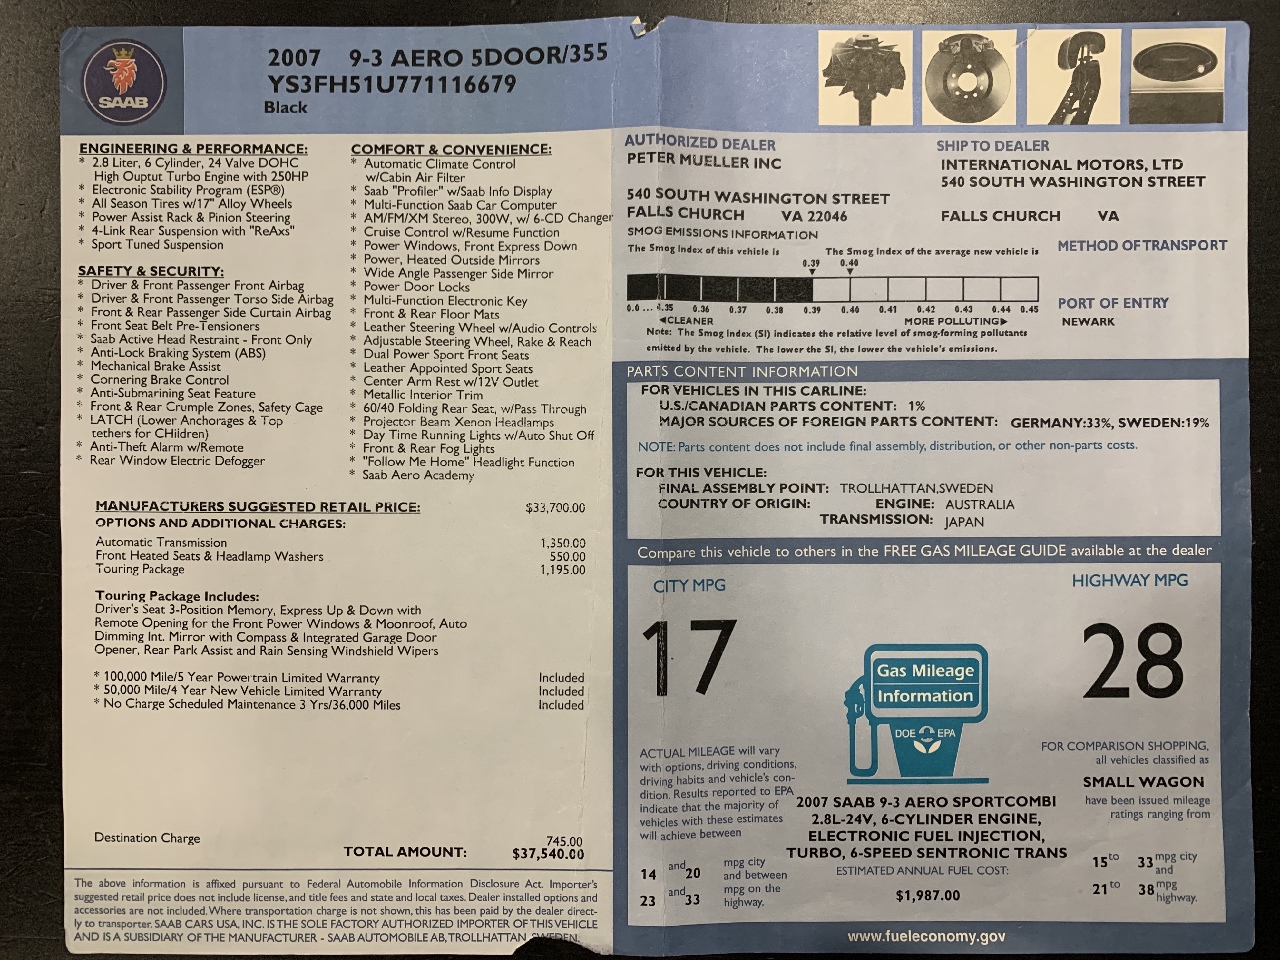 SAAB
2007 9-3 AERO 5DOOR/355
YS3FH51U771116679
Black
ENGINEERING & PERFORMANCE:
* 2.8 Liter, 6 Cylinder, 24 Valve DOHC
High Ouptut Turbo Engine with 250HP
* Electronic Stability Program (ESP®)
* All Season Tires w/17" Alloy Wheels
* Power Assist Rack & Pinion Steering
* 4-Link Rear Suspension with "ReAxs"
* Sport Tuned Suspension
SAFETY & SECURITY:
* Driver & Front Passenger Front Airbag
* Driver & Front Passenger Torso Side Airbag
* Front & Rear Passenger Side Curtain Airbag
* Front Seat Belt Pre-Tensioners
* Saab Active Head Restraint - Front Only
* Anti-Lock Braking System (ABS)
* Mechanical Brake Assist
* Cornering Brake Control
* Anti-Submarining Seat Feature
* Front & Rear Crumple Zones, Safety Cage
* LATCH (Lower Anchorages & Top
tethers for CHildren)
* Anti-Theft Alarm w/Remote
* Rear Window Electric Defogger
COMFORT & CONVENIENCE:
* Automatic Climate Control
w/Cabin Air Filter
* Saab "Profiler" w/Saab Info Display
* Multi-Function Saab Car Computer
* AM/FM/XM Stereo, 300W, w/ 6-CD Changer
* Cruise Control w/Resume Function
* Power Windows, Front Express Down
* Power, Heated Outside Mirrors
* Wide Angle Passenger Side Mirror
* Power Door Locks
* Multi-Function Electronic Key
* Front & Rear Floor Mats
* Leather Steering Wheel w/Audio Controls
* Adjustable Steering Wheel, Rake & Reach
* Dual Power Sport Front Seats
* Leather Appointed Sport Seats
* Center Arm Rest w/12V Outlet
* Metallic Interior Trim
* 60/40 Folding Rear Seat, w/Pass Through
* Projector Beam Xenon Headlamps
* Day Time Running Lights w/Auto Shut Off
* Front & Rear Fog Lights
* "Follow Me Home" Headlight Function
* Saab Aero Academy
MANUFACTURERS SUGGESTED RETAIL PRICE: $33,700.00
OPTIONS AND ADDITIONAL CHARGES:
Automatic Transmission 1,350.00
Front Heated Seats & Headlamp Washers 550.00
Touring Package 1,195.00
Touring Package Includes:
Driver's Seat 3-Position Memory, Express Up & Down with
Remote Opening for the Front Power Windows & Moonroof, Auto
Dimming Int. Mirror with Compass & Integrated Garage Door
Opener, Rear Park Assist and Rain Sensing Windshield Wipers
* 100,000 Mile/5 Year Powertrain Limited Warranty Included
* 50,000 Mile/4 Year New Vehicle Limited Warranty Included
* No Charge Scheduled Maintenance 3 Yrs/36,000 Miles Included
Destination Charge 745.00
TOTAL AMOUNT: $37,540.00
The above information is affixed pursuant to Federal Automobile Information Disclosure Act. Importer's
suggested retail price does not include license, and title fees and state and local taxes. Dealer installed options and
accessories are not included. Where transportation charge is not shown, this has been paid by the dealer direct-
ly to transporter. SAAB CARS USA, INC. IS THE SOLE FACTORY AUTHORIZED IMPORTER OF THIS VEHICLE
AND IS A SUBSIDIARY OF THE MANUFACTURER - SAAB AUTOMOBILE AB, TROLLHATTAN, SWEDEN.
AUTHORIZED DEALER
PETER MUELLER INC
540 SOUTH WASHINGTON STREET
FALLS CHURCH VA 22046
SHIP TO DEALER
INTERNATIONAL MOTORS, LTD
540 SOUTH WASHINGTON STREET
FALLS CHURCH VA
SMOG EMISSIONS INFORMATION
The Smog Index of this vehicle is The Smog Index of the average new vehicle is
0.39 0.40
0.0 ... 0.35 0.36 0.37 0.38 0.39 0.40 0.41 0.42 0.43 0.44 0.45
◀CLEANER MORE POLLUTING▶
Note: The Smog Index (SI) indicates the relative level of smog-forming pollutants
emitted by the vehicle. The lower the SI, the lower the vehicle's emissions.
METHOD OF TRANSPORT
PORT OF ENTRY
NEWARK
PARTS CONTENT INFORMATION
FOR VEHICLES IN THIS CARLINE:
U.S./CANADIAN PARTS CONTENT: 1%
MAJOR SOURCES OF FOREIGN PARTS CONTENT: GERMANY:33%, SWEDEN:19%
NOTE: Parts content does not include final assembly, distribution, or other non-parts costs.
FOR THIS VEHICLE:
FINAL ASSEMBLY POINT: TROLLHATTAN,SWEDEN
COUNTRY OF ORIGIN: ENGINE: AUSTRALIA
TRANSMISSION: JAPAN
Compare this vehicle to others in the FREE GAS MILEAGE GUIDE available at the dealer
CITY MPG
17
HIGHWAY MPG
28
Gas Mileage
Information
DOE EPA
ACTUAL MILEAGE will vary
with options, driving conditions,
driving habits and vehicle's con-
dition. Results reported to EPA
indicate that the majority of
vehicles with these estimates
will achieve between
14 and 20 mpg city
and between
23 and 33 mpg on the
highway.
2007 SAAB 9-3 AERO SPORTCOMBI
2.8L-24V, 6-CYLINDER ENGINE,
ELECTRONIC FUEL INJECTION,
TURBO, 6-SPEED SENTRONIC TRANS
ESTIMATED ANNUAL FUEL COST:
$1,987.00
FOR COMPARISON SHOPPING,
all vehicles classified as
SMALL WAGON
have been issued mileage
ratings ranging from
15 to 33 mpg city
and
21 to 38 mpg
highway.
www.fueleconomy.gov